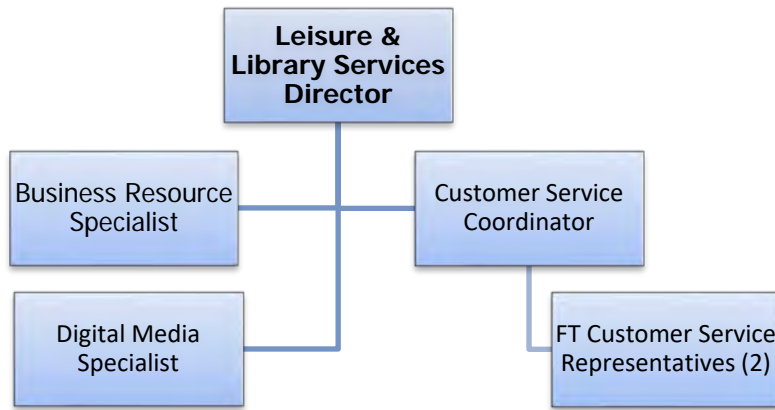 Leisure &
Library Services
Director
Business Resource
Specialist
Customer Service
Coordinator
Digital Media
Specialist
FT Customer Service
Representatives (2)